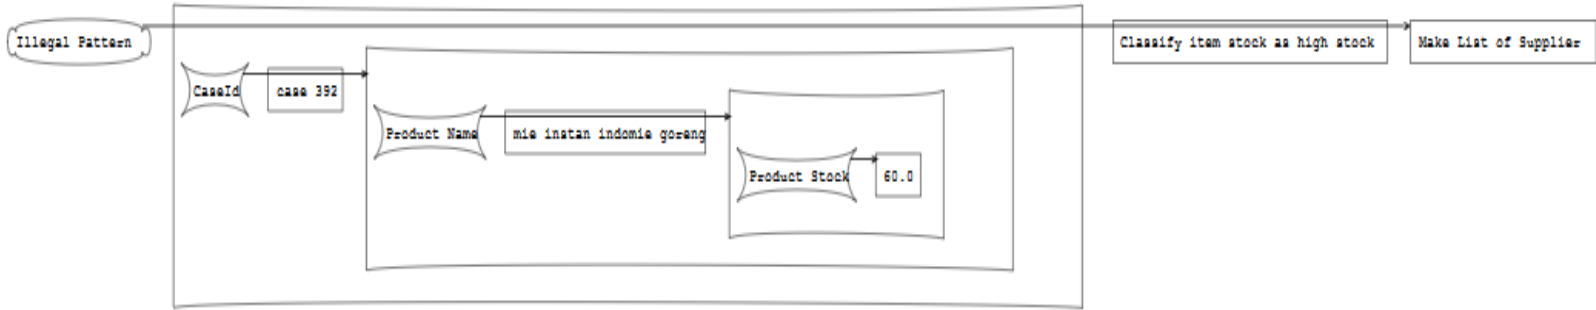 Illegal Pattern
Classify item stock as high stock
Make List of Supplier
CaseId
case 392
Product Name
mie instan indomie goreng
Product Stock
60.0